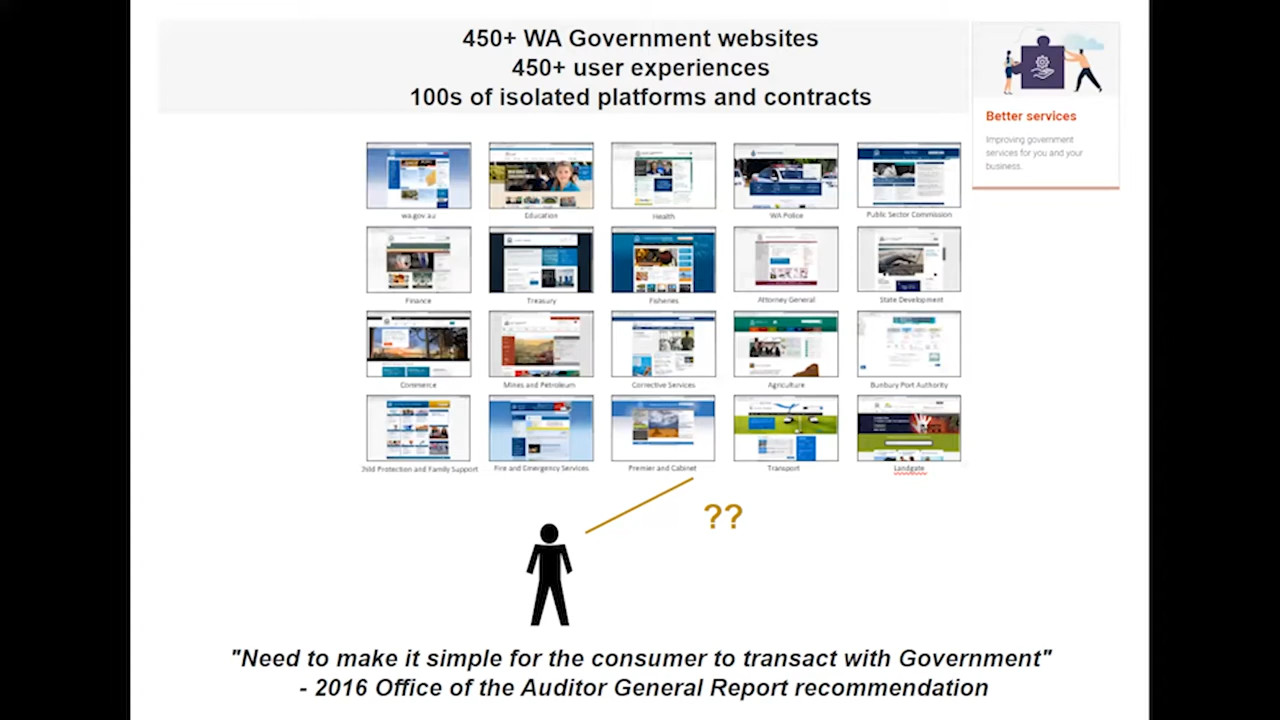 450+ WA Government websites
450+ user experiences
100s of isolated platforms and contracts
Better services
Improving government
services for you and your
business.
wa.gov.au
Education
Health
WA Police
Public Sector Commission
Finance
Treasury
Fisheries
Attorney General
State Development
Commerce
Mines and Petroleum
Corrective Services
Agriculture
Bunbury Port Authority
Child Protection and Family Support
Fire and Emergency Services
Premier and Cabinet
Transport
Landgate
??
"Need to make it simple for the consumer to transact with Government"
- 2016 Office of the Auditor General Report recommendation